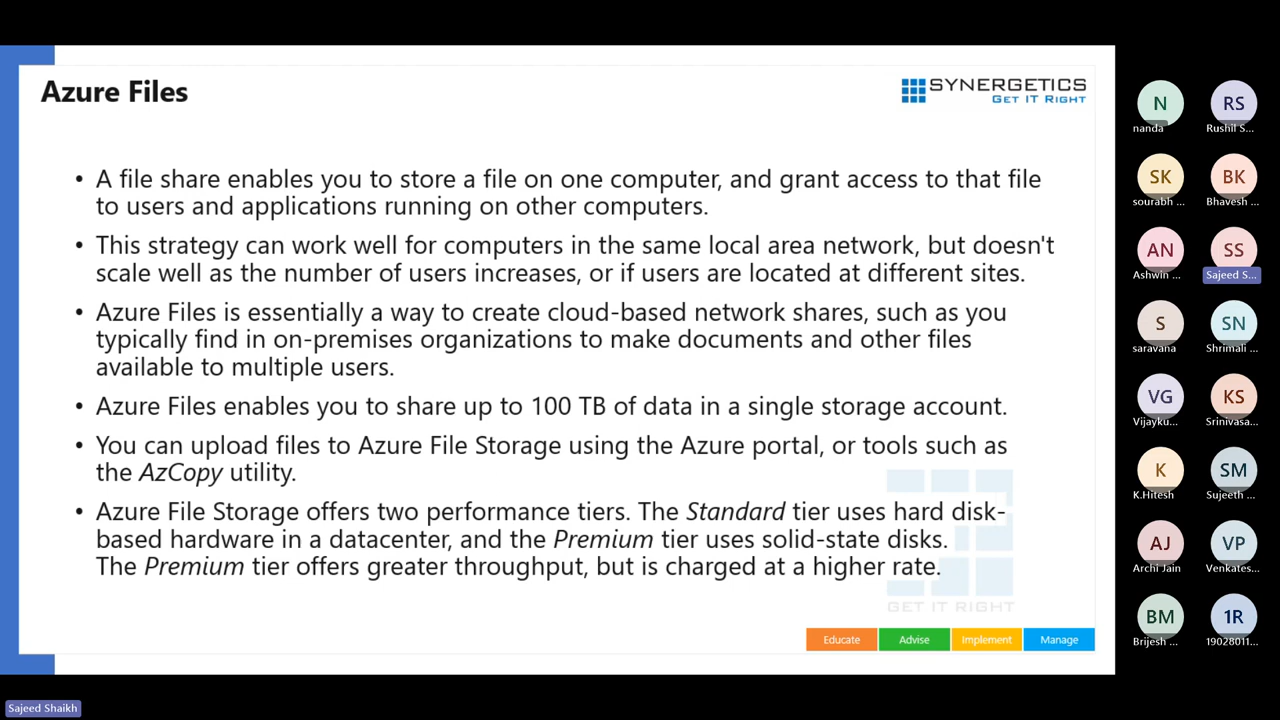 Azure Files
SYNERGETICS
GET IT RIGHT
• A file share enables you to store a file on one computer, and grant access to that file
to users and applications running on other computers.
• This strategy can work well for computers in the same local area network, but doesn't
scale well as the number of users increases, or if users are located at different sites.
• Azure Files is essentially a way to create cloud-based network shares, such as you
typically find in on-premises organizations to make documents and other files
available to multiple users.
• Azure Files enables you to share up to 100 TB of data in a single storage account.
• You can upload files to Azure File Storage using the Azure portal, or tools such as
the AzCopy utility.
• Azure File Storage offers two performance tiers. The Standard tier uses hard disk-
based hardware in a datacenter, and the Premium tier uses solid-state disks.
The Premium tier offers greater throughput, but is charged at a higher rate.
GET IT RIGHT
Educate Advise Implement Manage
N RS
nanda Rushil S...
SK BK
sourabh ... Bhavesh ...
AN SS
Ashwin ... Sajeed S...
S SN
saravana Shrimali ...
VG KS
Vijayku... Srinivasa...
K SM
K.Hitesh Sujeeth ...
AJ VP
Archi Jain Venkates...
BM 1R
Brijesh ... 19028011...
Sajeed Shaikh